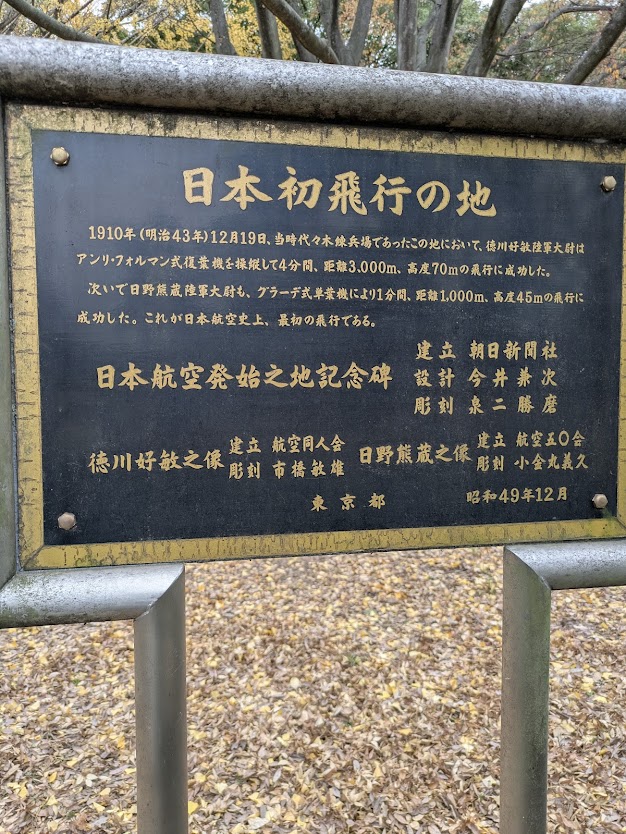 日本初飛行の地
1910年(明治43年)12月19日、当時代々木練兵場であったこの地において、徳川好敏陸軍大尉は
アンリ・フォルマン式複葉機を操縦して4分間、距離3,000m、高度70mの飛行に成功した。
次いで日野熊蔵陸軍大尉も、グラーデ式単葉機により1分間、距離1,000m、高度45mの飛行に
成功した。これが日本航空史上、最初の飛行である。
日本航空発始之地記念碑
建立 朝日新聞社
設計 今井兼次
彫刻 泉二勝磨
徳川好敏之像
建立 航空同人会
彫刻 市橋敏雄
日野熊蔵之像
建立 航空五〇会
彫刻 小金丸義久
東京都 昭和49年12月